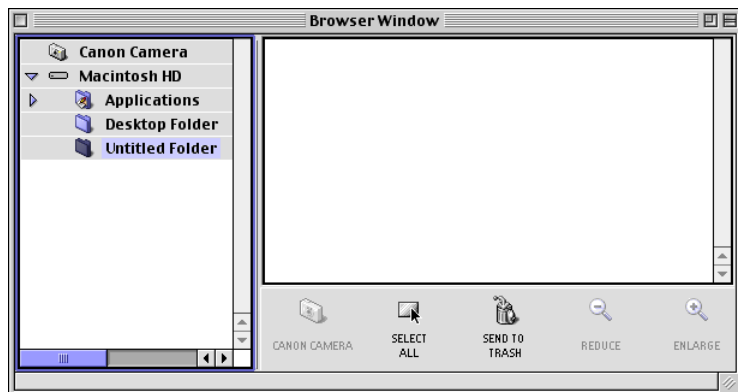 Browser Window
Canon Camera
Macintosh HD
Applications
Desktop Folder
Untitled Folder
CANON CAMERA
SELECT
ALL
SEND TO
TRASH
REDUCE
ENLARGE